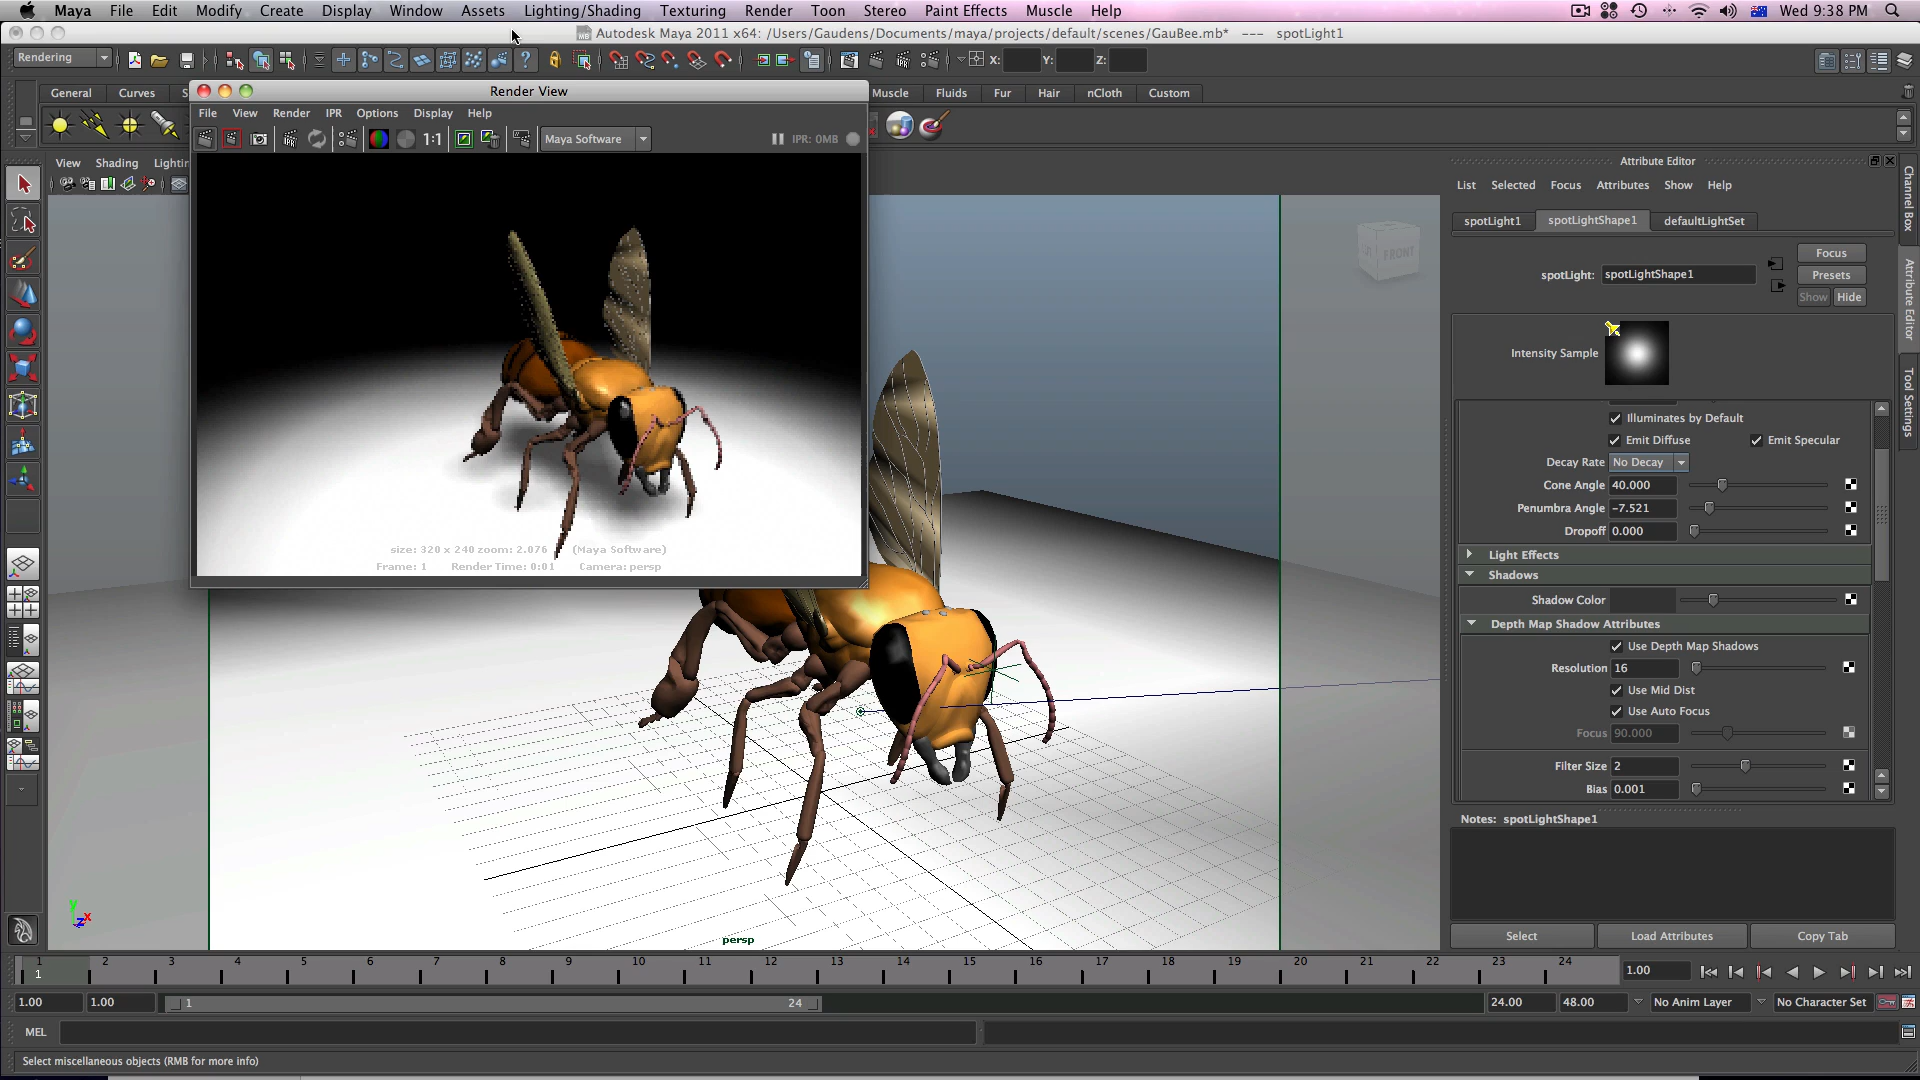 Maya File Edit Modify Create Display Window Assets Lighting/Shading Texturing Render Toon Stereo Paint Effects Muscle Help Wed 9:38 PM
Autodesk Maya 2011 x64: /Users/Gaudens/Documents/maya/projects/default/scenes/GauBee.mb* --- spotLight1
Rendering X: Y: Z:
General Curves S Muscle Fluids Fur Hair nCloth Custom
Render View
File View Render IPR Options Display Help
1:1 Maya Software IPR: 0MB
View Shading Lightin
size: 320 x 240 zoom: 2.076 (Maya Software)
Frame: 1 Render Time: 0:01 Camera: persp
FRONT
persp
y x z
Attribute Editor
List Selected Focus Attributes Show Help
spotLight1 spotLightShape1 defaultLightSet
Focus
spotLight: spotLightShape1
Presets
Show Hide
Intensity Sample
Illuminates by Default
Emit Diffuse Emit Specular
Decay Rate No Decay
Cone Angle 40.000
Penumbra Angle -7.521
Dropoff 0.000
Light Effects
Shadows
Shadow Color
Depth Map Shadow Attributes
Use Depth Map Shadows
Resolution 16
Use Mid Dist
Use Auto Focus
Focus 90.000
Filter Size 2
Bias 0.001
Notes: spotLightShape1
Select Load Attributes Copy Tab
Channel Box
Attribute Editor
Tool Settings
1 2 3 4 5 6 7 8 9 10 11 12 13 14 15 16 17 18 19 20 21 22 23 24
1 1.00
1.00 1.00 1 24 24.00 48.00 No Anim Layer No Character Set
MEL
Select miscellaneous objects (RMB for more info)